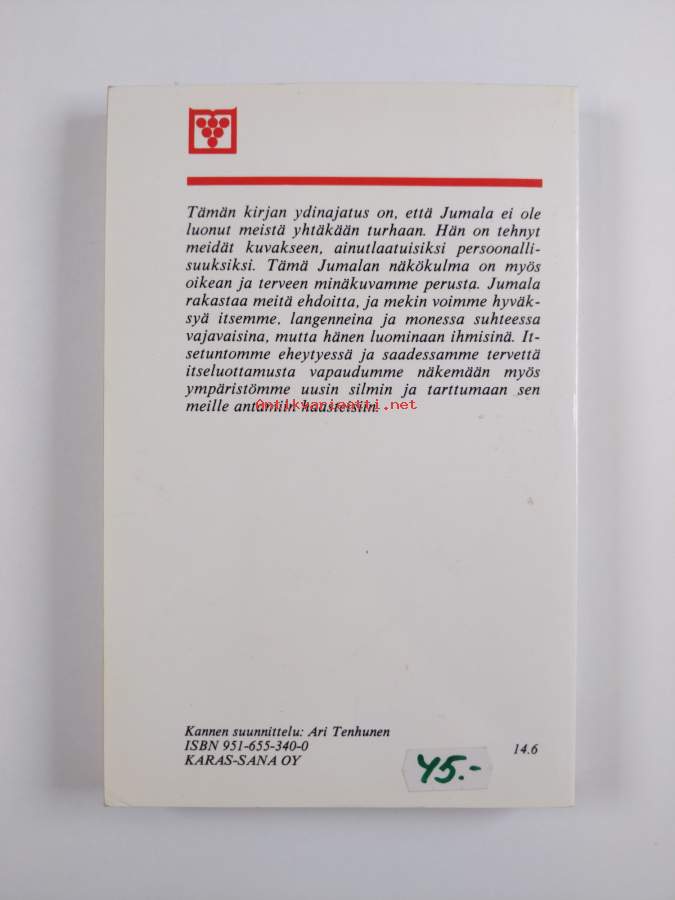 Tämän kirjan ydinajatus on, että Jumala ei ole
luonut meistä yhtäkään turhaan. Hän on tehnyt
meidät kuvakseen, ainutlaatuisiksi persoonalli-
suuksiksi. Tämä Jumalan näkökulma on myös
oikean ja terveen minäkuvamme perusta. Jumala
rakastaa meitä ehdoitta, ja mekin voimme hyväk-
syä itsemme, langenneina ja monessa suhteessa
vajavaisina, mutta hänen luominaan ihmisinä. It-
setuntomme eheytyessä ja saadessamme tervettä
itseluottamusta vapaudumme näkemään myös
ympäristömme uusin silmin ja tarttumaan sen
meille antamiin haasteisiin.
Antikvariaatti.net
Kannen suunnittelu: Ari Tenhunen
ISBN 951-655-340-0
KARAS-SANA OY
14.6
45.-